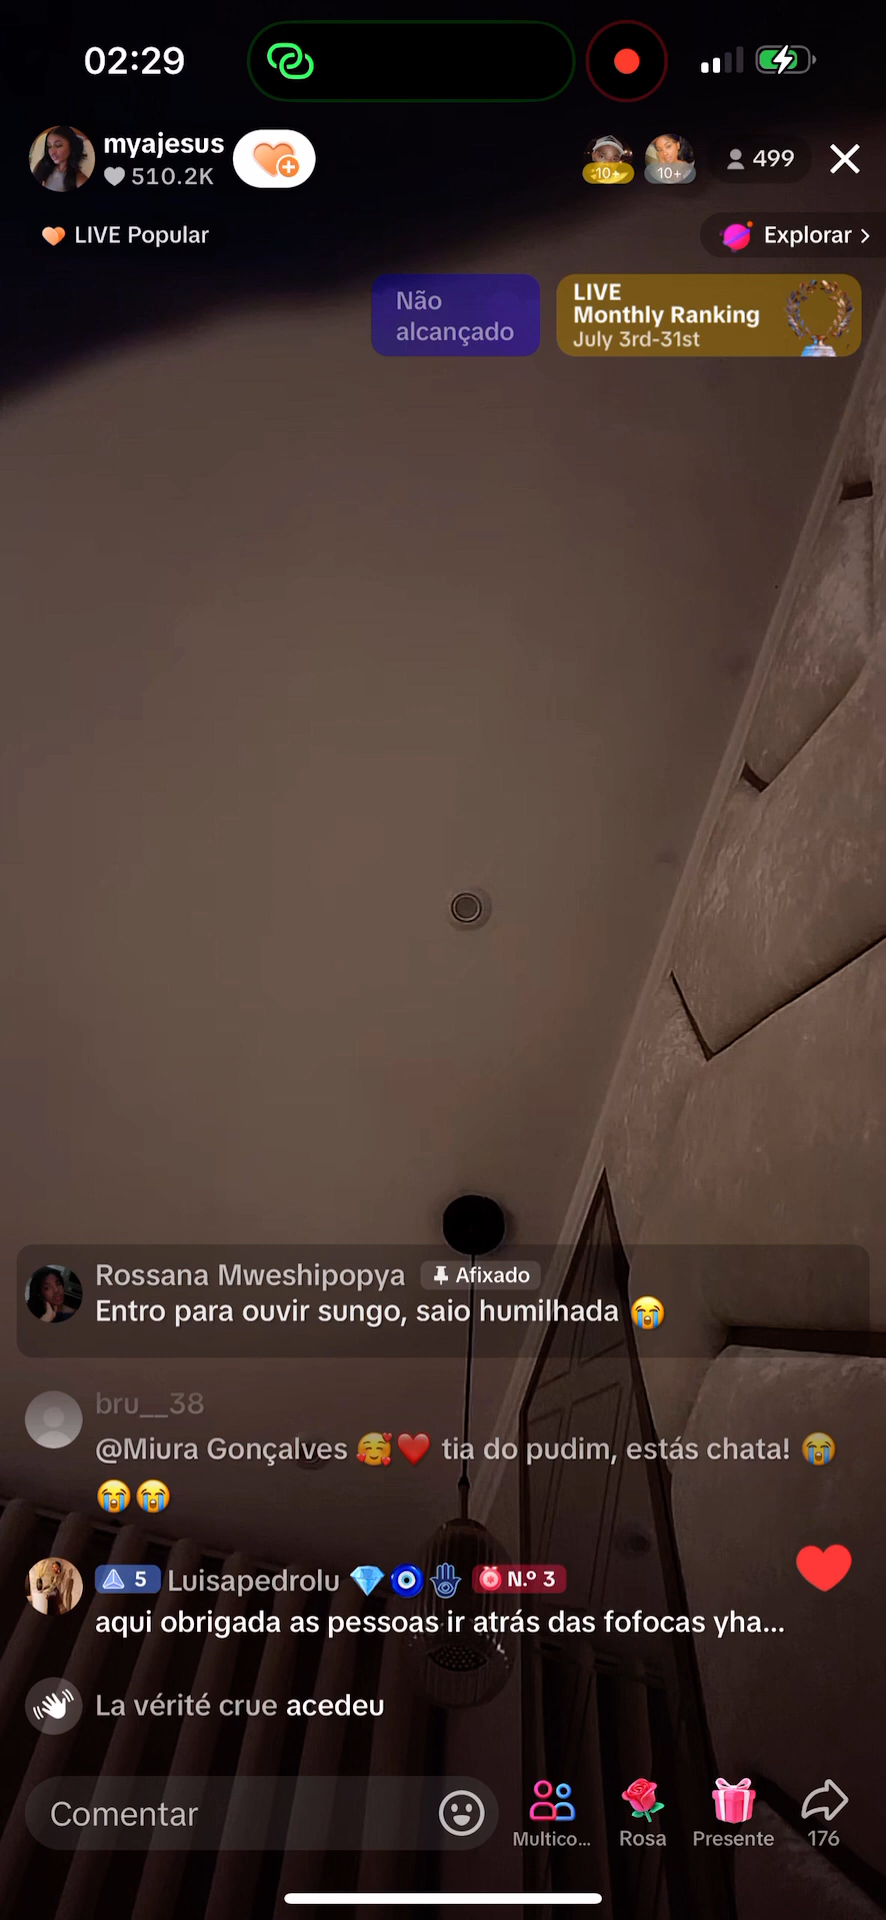 02:29
myajesus
510.2K
10+
10+
499
LIVE Popular
Explorar
Não
alcançado
LIVE
Monthly Ranking
July 3rd-31st
Rossana Mweshipopya Afixado
Entro para ouvir sungo, saio humilhada 😭
bru__38
@Miura Gonçalves 🥰❤️ tia do pudim, estás chata! 😭
😭😭
5 Luisapedrolu 💎🧿🪬 N.º 3
aqui obrigada as pessoas ir atrás das fofocas yha...
La vérité crue acedeu
Comentar
Multico...
Rosa
Presente
176